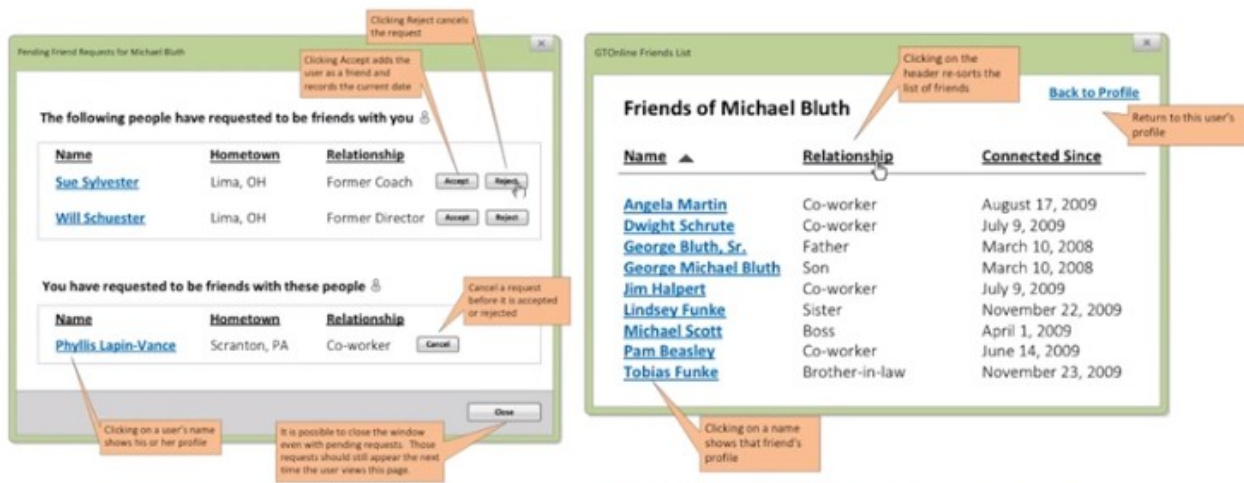 Clicking Reject cancels
the request
Pending Friend Requests for Michael Bluth
Clicking Accept adds the
user as a friend and
records the current date
The following people have requested to be friends with you
Name Hometown Relationship
Sue Sylvester Lima, OH Former Coach Accept Reject
Will Schuester Lima, OH Former Director Accept Reject
You have requested to be friends with these people
Cancel a request
before it is accepted
or rejected
Name Hometown Relationship
Phyllis Lapin-Vance Scranton, PA Co-worker Cancel
Close
Clicking on a user's name
shows his or her profile
It is possible to close the window
even with pending requests. Those
requests should still appear the next
time the user views this page.
GTOnline Friends List
Clicking on the
header re-sorts the
list of friends
Back to Profile
Friends of Michael Bluth
Return to this user's
profile
Name Relationship Connected Since
Angela Martin Co-worker August 17, 2009
Dwight Schrute Co-worker July 9, 2009
George Bluth, Sr. Father March 10, 2008
George Michael Bluth Son March 10, 2008
Jim Halpert Co-worker July 9, 2009
Lindsey Funke Sister November 22, 2009
Michael Scott Boss April 1, 2009
Pam Beasley Co-worker June 14, 2009
Tobias Funke Brother-in-law November 23, 2009
Clicking on a name
shows that friend's
profile